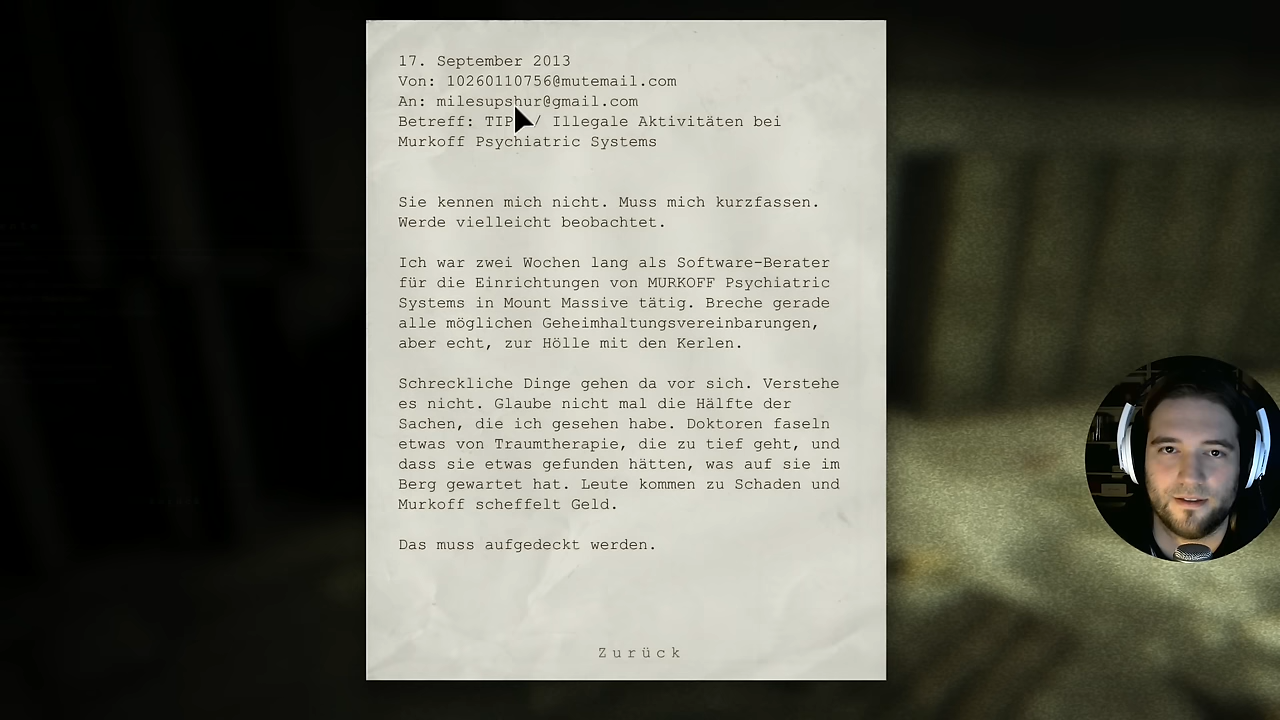 17. September 2013
Von: 10260110756@mutemail.com
An: milesupshur@gmail.com
Betreff: TIP / Illegale Aktivitäten bei
Murkoff Psychiatric Systems
Sie kennen mich nicht. Muss mich kurzfassen.
Werde vielleicht beobachtet.
Ich war zwei Wochen lang als Software-Berater
für die Einrichtungen von MURKOFF Psychiatric
Systems in Mount Massive tätig. Breche gerade
alle möglichen Geheimhaltungsvereinbarungen,
aber echt, zur Hölle mit den Kerlen.
Schreckliche Dinge gehen da vor sich. Verstehe
es nicht. Glaube nicht mal die Hälfte der
Sachen, die ich gesehen habe. Doktoren faseln
etwas von Traumtherapie, die zu tief geht, und
dass sie etwas gefunden hätten, was auf sie im
Berg gewartet hat. Leute kommen zu Schaden und
Murkoff scheffelt Geld.
Das muss aufgedeckt werden.
Zurück